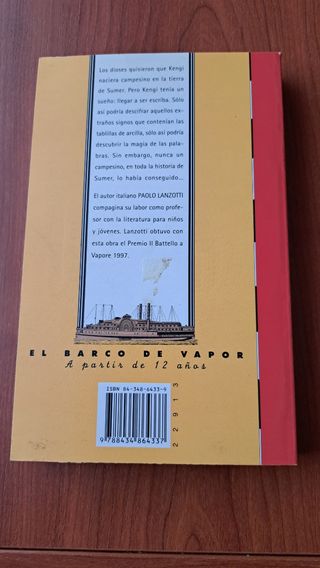 Los dioses quisieron que Kengi
naciera campesino en la tierra
de Sumer. Pero Kengi tenía un
sueño: llegar a ser escriba. Sólo
así podría descifrar aquellos ex-
traños signos que contenían las
tablillas de arcilla, sólo así podría
descubrir la magia de las pala-
bras. Sin embargo, nunca un
campesino, en toda la historia de
Sumer, lo había conseguido...
El autor italiano PAOLO LANZOTTI
compagina su labor como profe-
sor con la literatura para niños
y jóvenes. Lanzotti obtuvo con
esta obra el Premio Il Battello a
Vapore 1997.
EL BARCO DE VAPOR
A partir de 12 años
ISBN 84-348-6433-9
9 788434 864337
22913